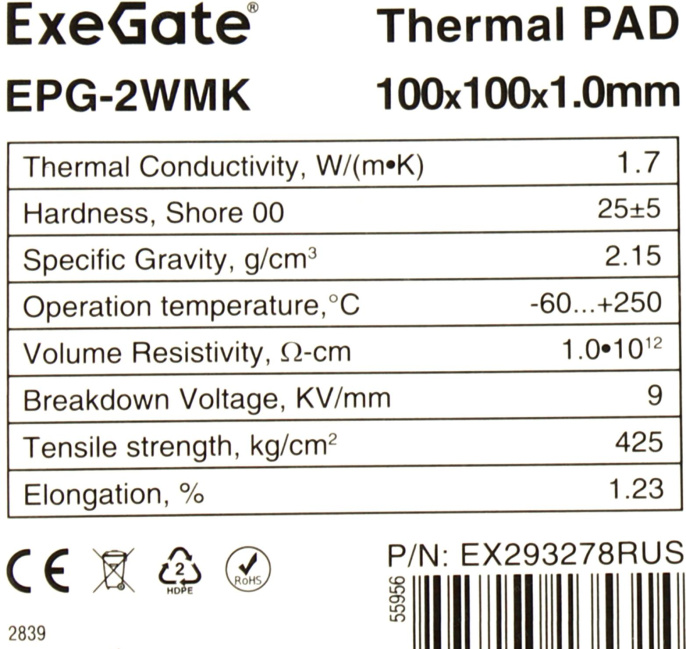 ExeGate® Thermal PAD
EPG-2WMK 100x100x1.0mm
Thermal Conductivity, W/(m•K) 1.7
Hardness, Shore 00 25±5
Specific Gravity, g/cm³ 2.15
Operation temperature,°C -60...+250
Volume Resistivity, Ω-cm 1.0•10¹²
Breakdown Voltage, KV/mm 9
Tensile strength, kg/cm² 425
Elongation, % 1.23
CE 2 HDPE RoHS
P/N: EX293278RUS
55956
2839